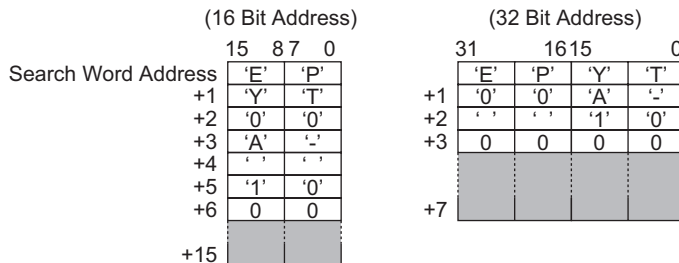 (16 Bit Address) (32 Bit Address)
15 8 7 0 31 16 15 0
Search Word Address 'E' 'P' 'E' 'P' 'Y' 'T'
+1 'Y' 'T' +1 '0' '0' 'A' '-'
+2 '0' '0' +2 ' ' ' ' '1' '0'
+3 'A' '-' +3 0 0 0 0
+4 ' ' ' '
+5 '1' '0' +7
+6 0 0
+15